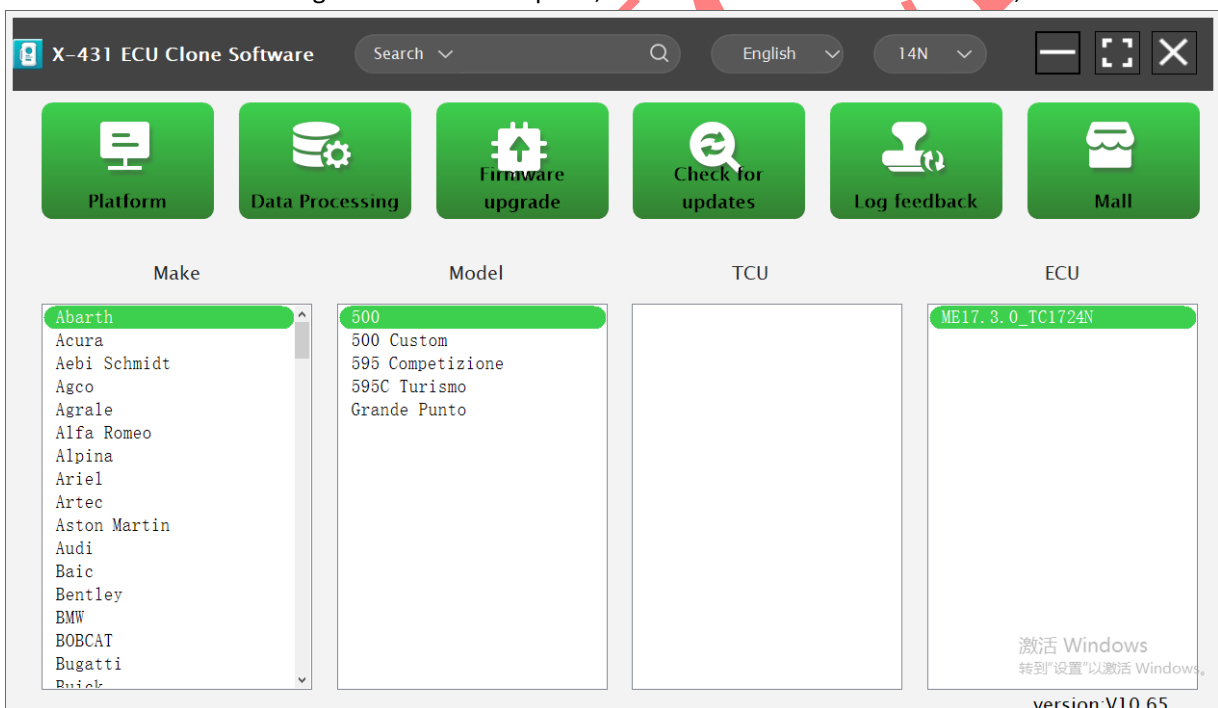 X-431 ECU Clone Software
Search
English
14N
Platform
Data Processing
Firmware upgrade
Check for updates
Log feedback
Mall
Make
Model
TCU
ECU
Abarth
Acura
Aebi Schmidt
Agco
Agrale
Alfa Romeo
Alpina
Ariel
Artec
Aston Martin
Audi
Baic
Bentley
BMW
BOBCAT
Bugatti
Buick
500
500 Custom
595 Competizione
595C Turismo
Grande Punto
ME17.3.0_TC1724N
激活 Windows
转到"设置"以激活 Windows。
version:V10.65